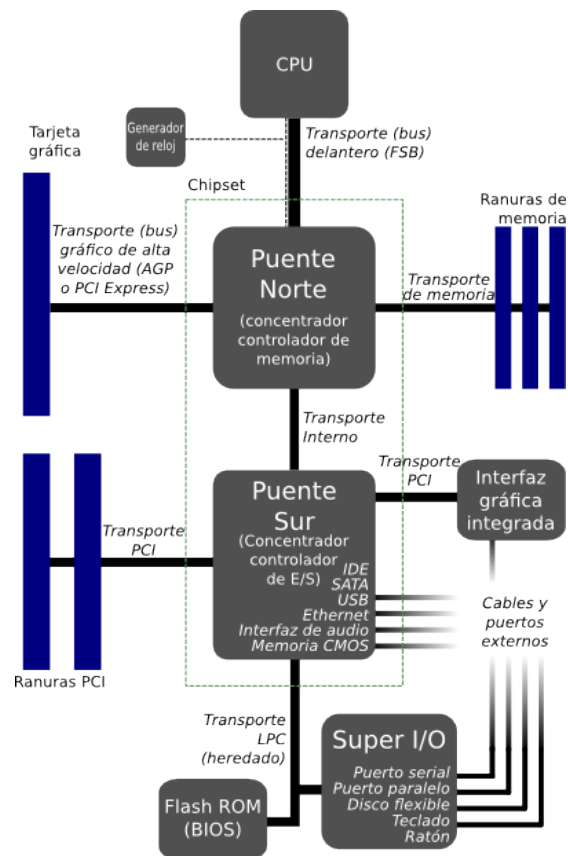 CPU
Generador
de reloj
Transporte (bus)
delantero (FSB)
Tarjeta
gráfica
Chipset
Transporte (bus)
gráfico de alta
velocidad (AGP
o PCI Express)
Puente
Norte
(concentrador
controlador de
memoria)
Ranuras de
memoria
Transporte
de memoria
Transporte
Interno
Transporte
PCI
Interfaz
gráfica
integrada
Puente
Sur
(Concentrador
controlador
de E/S)
IDE
SATA
USB
Ethernet
Interfaz de audio
Memoria CMOS
Transporte
PCI
Ranuras PCI
Cables y
puertos
externos
Transporte
LPC
(heredado)
Super I/O
Puerto serial
Puerto paralelo
Disco flexible
Teclado
Ratón
Flash ROM
(BIOS)